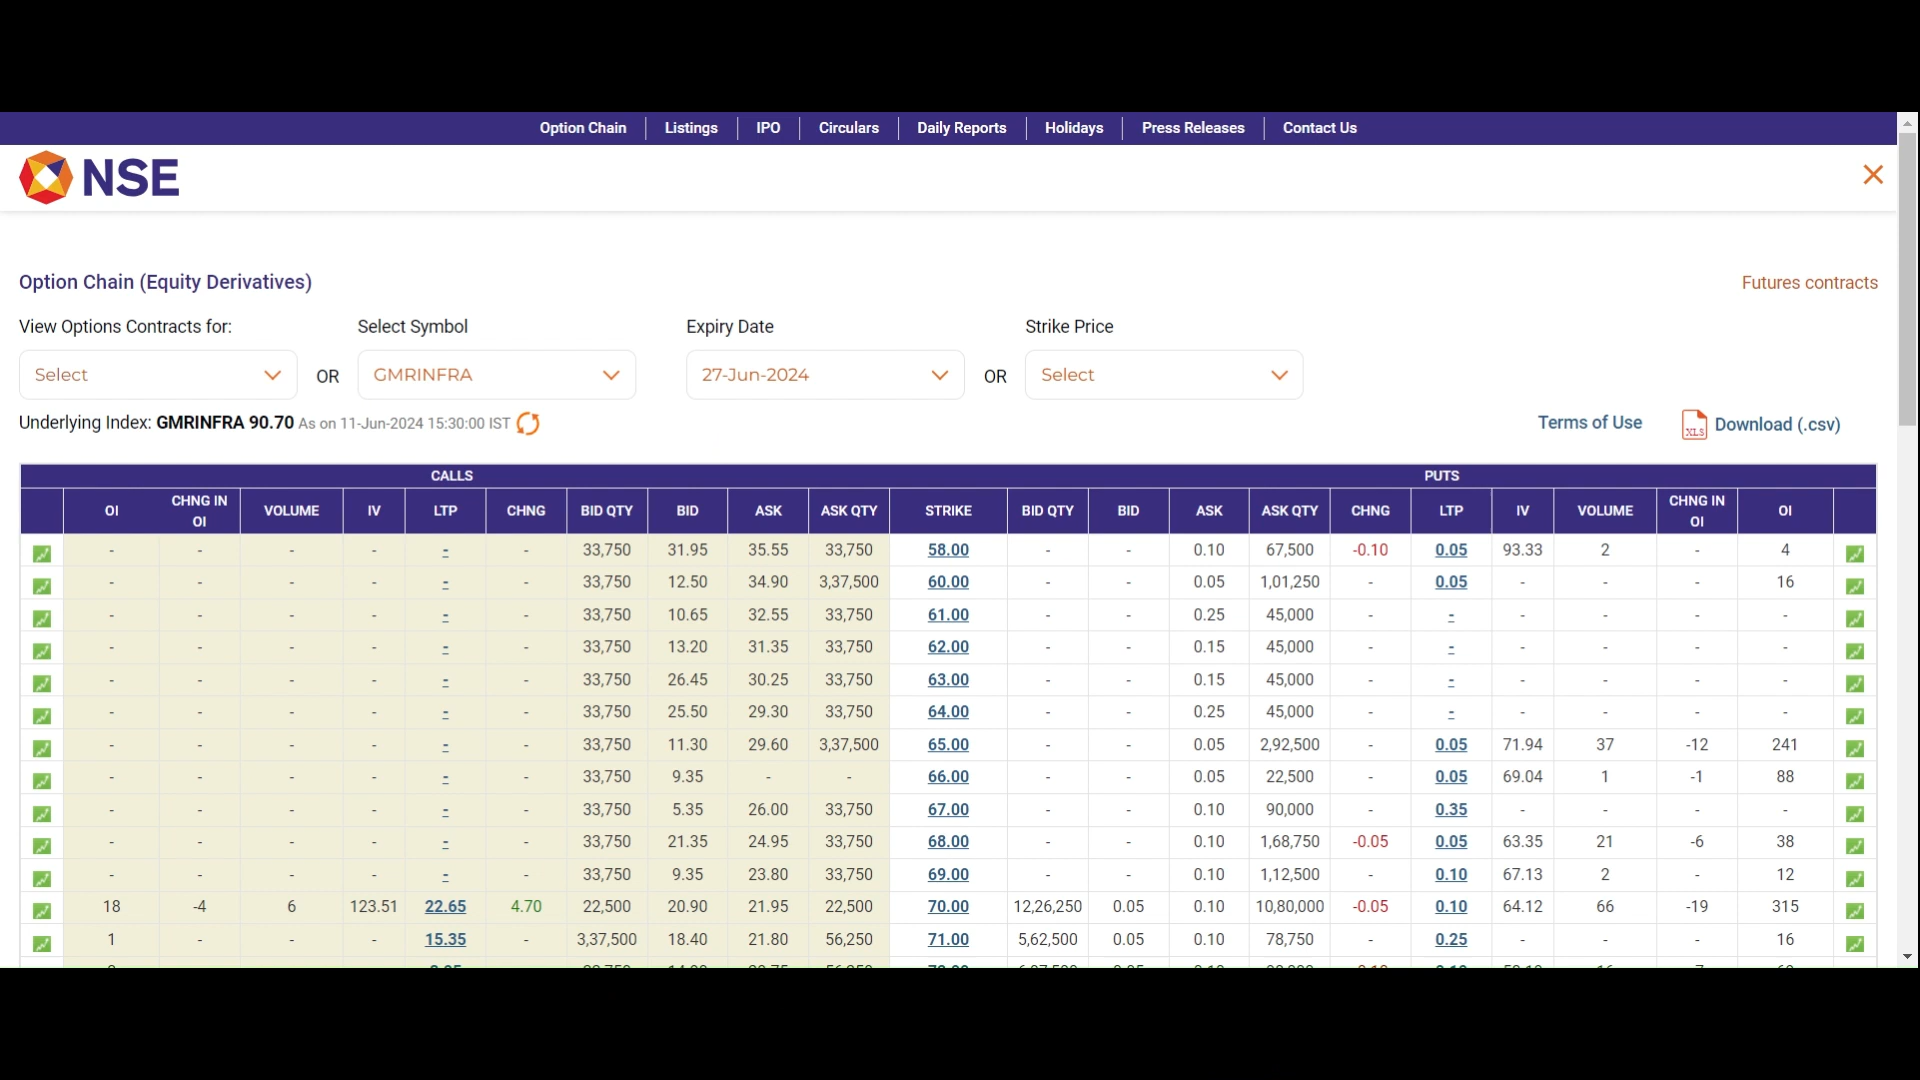 Option Chain Listings IPO Circulars Daily Reports Holidays Press Releases Contact Us
NSE
Option Chain (Equity Derivatives) Futures contracts
View Options Contracts for: Select Symbol Expiry Date Strike Price
Select OR GMRINFRA 27-Jun-2024 OR Select
Underlying Index: GMRINFRA 90.70 As on 11-Jun-2024 15:30:00 IST Terms of Use XLS Download (.csv)
CALLS PUTS
OI CHNG IN OI VOLUME IV LTP CHNG BID QTY BID ASK ASK QTY STRIKE BID QTY BID ASK ASK QTY CHNG LTP IV VOLUME CHNG IN OI OI
- - - - - - 33,750 31.95 35.55 33,750 58.00 - - 0.10 67,500 -0.10 0.05 93.33 2 - 4
- - - - - - 33,750 12.50 34.90 3,37,500 60.00 - - 0.05 1,01,250 - 0.05 - - - 16
- - - - - - 33,750 10.65 32.55 33,750 61.00 - - 0.25 45,000 - - - - - -
- - - - - - 33,750 13.20 31.35 33,750 62.00 - - 0.15 45,000 - - - - - -
- - - - - - 33,750 26.45 30.25 33,750 63.00 - - 0.15 45,000 - - - - - -
- - - - - - 33,750 25.50 29.30 33,750 64.00 - - 0.25 45,000 - - - - - -
- - - - - - 33,750 11.30 29.60 3,37,500 65.00 - - 0.05 2,92,500 - 0.05 71.94 37 -12 241
- - - - - - 33,750 9.35 - - 66.00 - - 0.05 22,500 - 0.05 69.04 1 -1 88
- - - - - - 33,750 5.35 26.00 33,750 67.00 - - 0.10 90,000 - 0.35 - - - -
- - - - - - 33,750 21.35 24.95 33,750 68.00 - - 0.10 1,68,750 -0.05 0.05 63.35 21 -6 38
- - - - - - 33,750 9.35 23.80 33,750 69.00 - - 0.10 1,12,500 - 0.10 67.13 2 - 12
18 -4 6 123.51 22.65 4.70 22,500 20.90 21.95 22,500 70.00 12,26,250 0.05 0.10 10,80,000 -0.05 0.10 64.12 66 -19 315
1 - - - 15.35 - 3,37,500 18.40 21.80 56,250 71.00 5,62,500 0.05 0.10 78,750 - 0.25 - - - 16